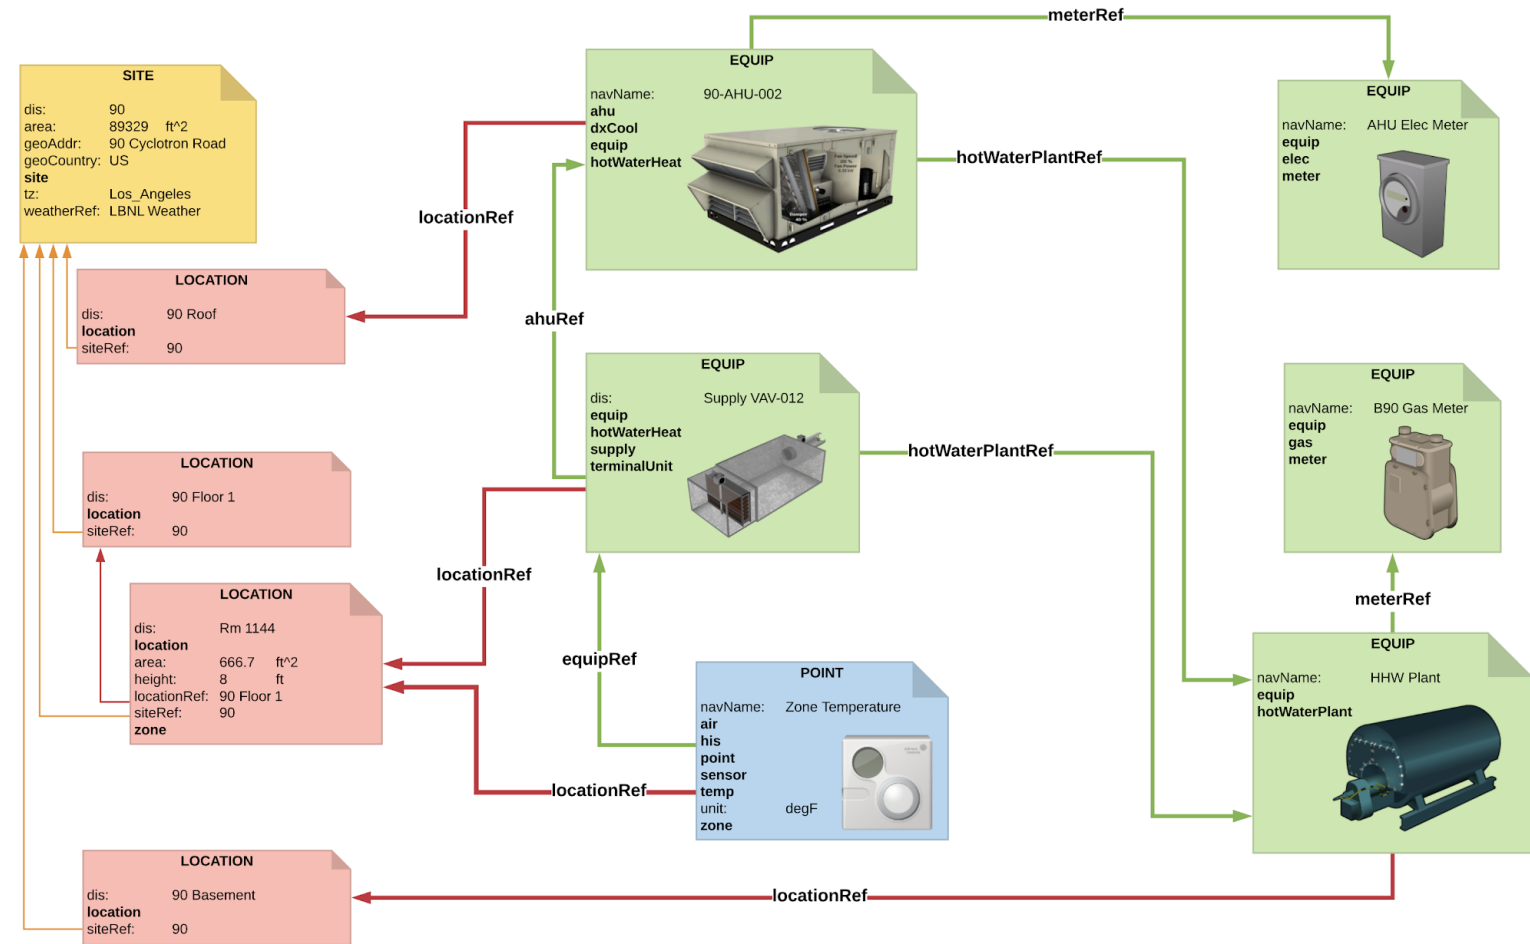 meterRef
SITE
dis: 90
area: 89329 ft^2
geoAddr: 90 Cyclotron Road
geoCountry: US
site
tz: Los_Angeles
weatherRef: LBNL Weather
EQUIP
navName: 90-AHU-002
ahu
dxCool
equip
hotWaterHeat
EQUIP
navName: AHU Elec Meter
equip
elec
meter
hotWaterPlantRef
locationRef
LOCATION
dis: 90 Roof
location
siteRef: 90
ahuRef
EQUIP
dis: Supply VAV-012
equip
hotWaterHeat
supply
terminalUnit
hotWaterPlantRef
EQUIP
navName: B90 Gas Meter
equip
gas
meter
LOCATION
dis: 90 Floor 1
location
siteRef: 90
locationRef
meterRef
LOCATION
dis: Rm 1144
location
area: 666.7 ft^2
height: 8 ft
locationRef: 90 Floor 1
siteRef: 90
zone
equipRef
POINT
navName: Zone Temperature
air
his
point
sensor
temp
unit: degF
zone
EQUIP
navName: HHW Plant
equip
hotWaterPlant
locationRef
LOCATION
dis: 90 Basement
location
siteRef: 90
locationRef